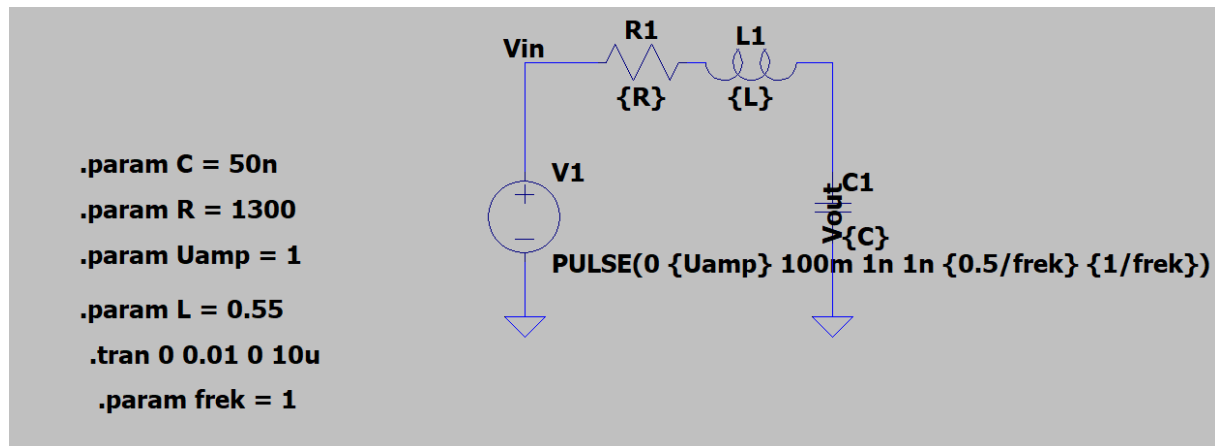 R1
L1
Vin
{R}
{L}
.param C = 50n
V1
C1
.param R = 1300
Vout
{C}
.param Uamp = 1
PULSE(0 {Uamp} 100m 1n 1n {0.5/frek} {1/frek})
.param L = 0.55
.tran 0 0.01 0 10u
.param frek = 1